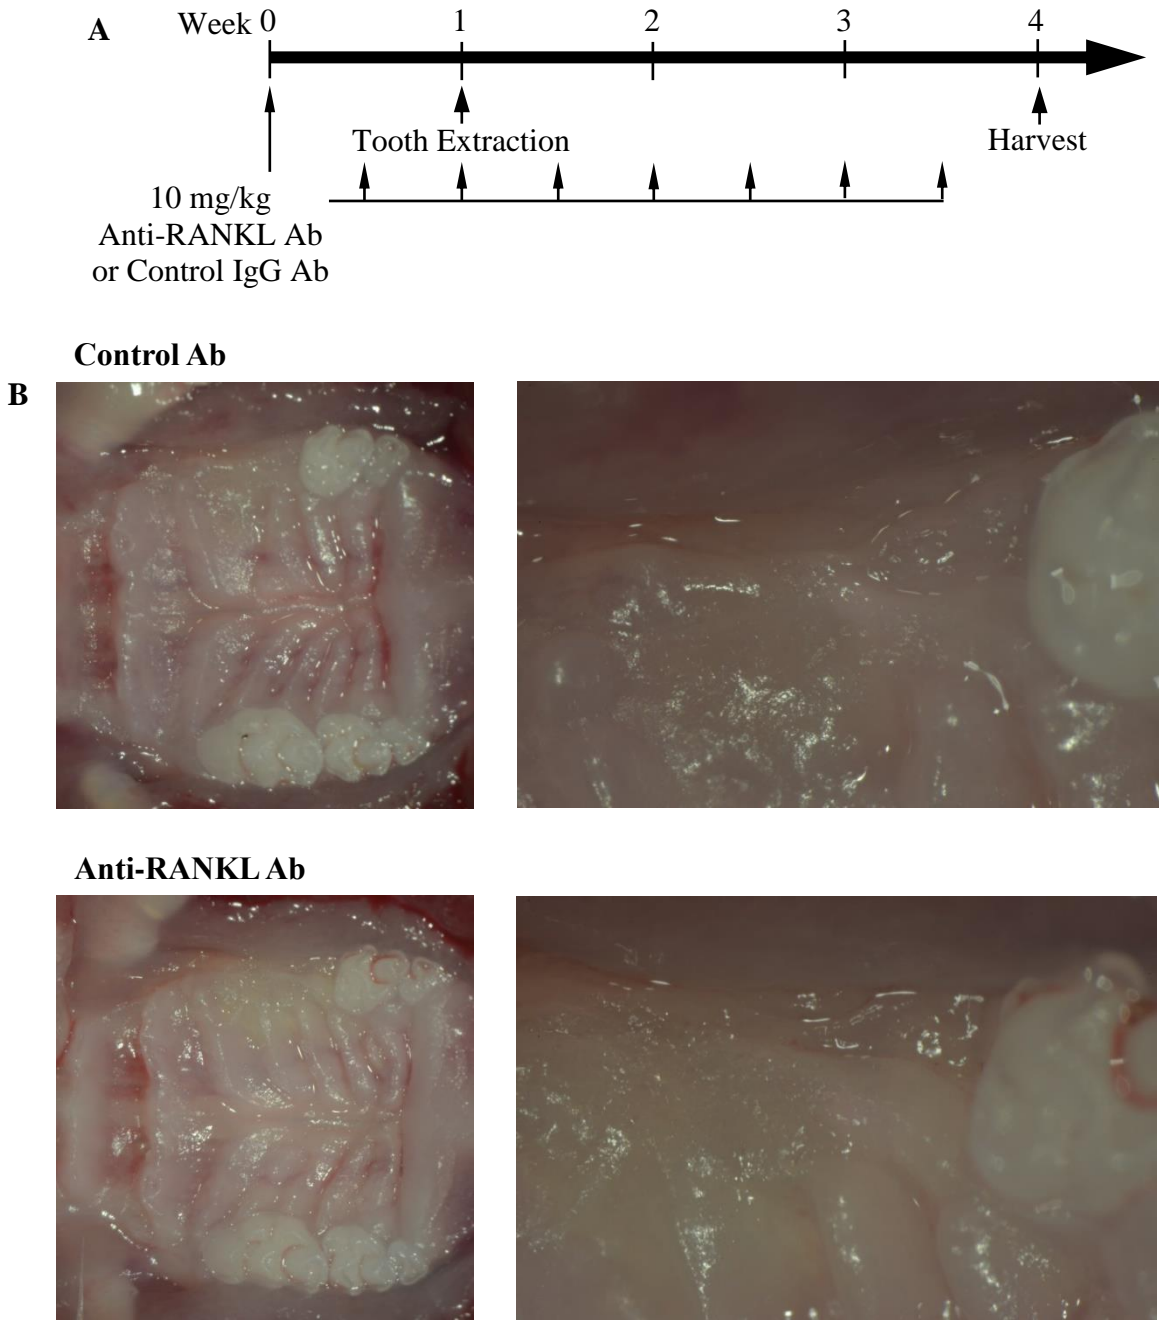 A
Week 0 1 2 3 4
Tooth Extraction
Harvest
10 mg/kg
Anti-RANKL Ab
or Control IgG Ab
Control Ab
B
Anti-RANKL Ab